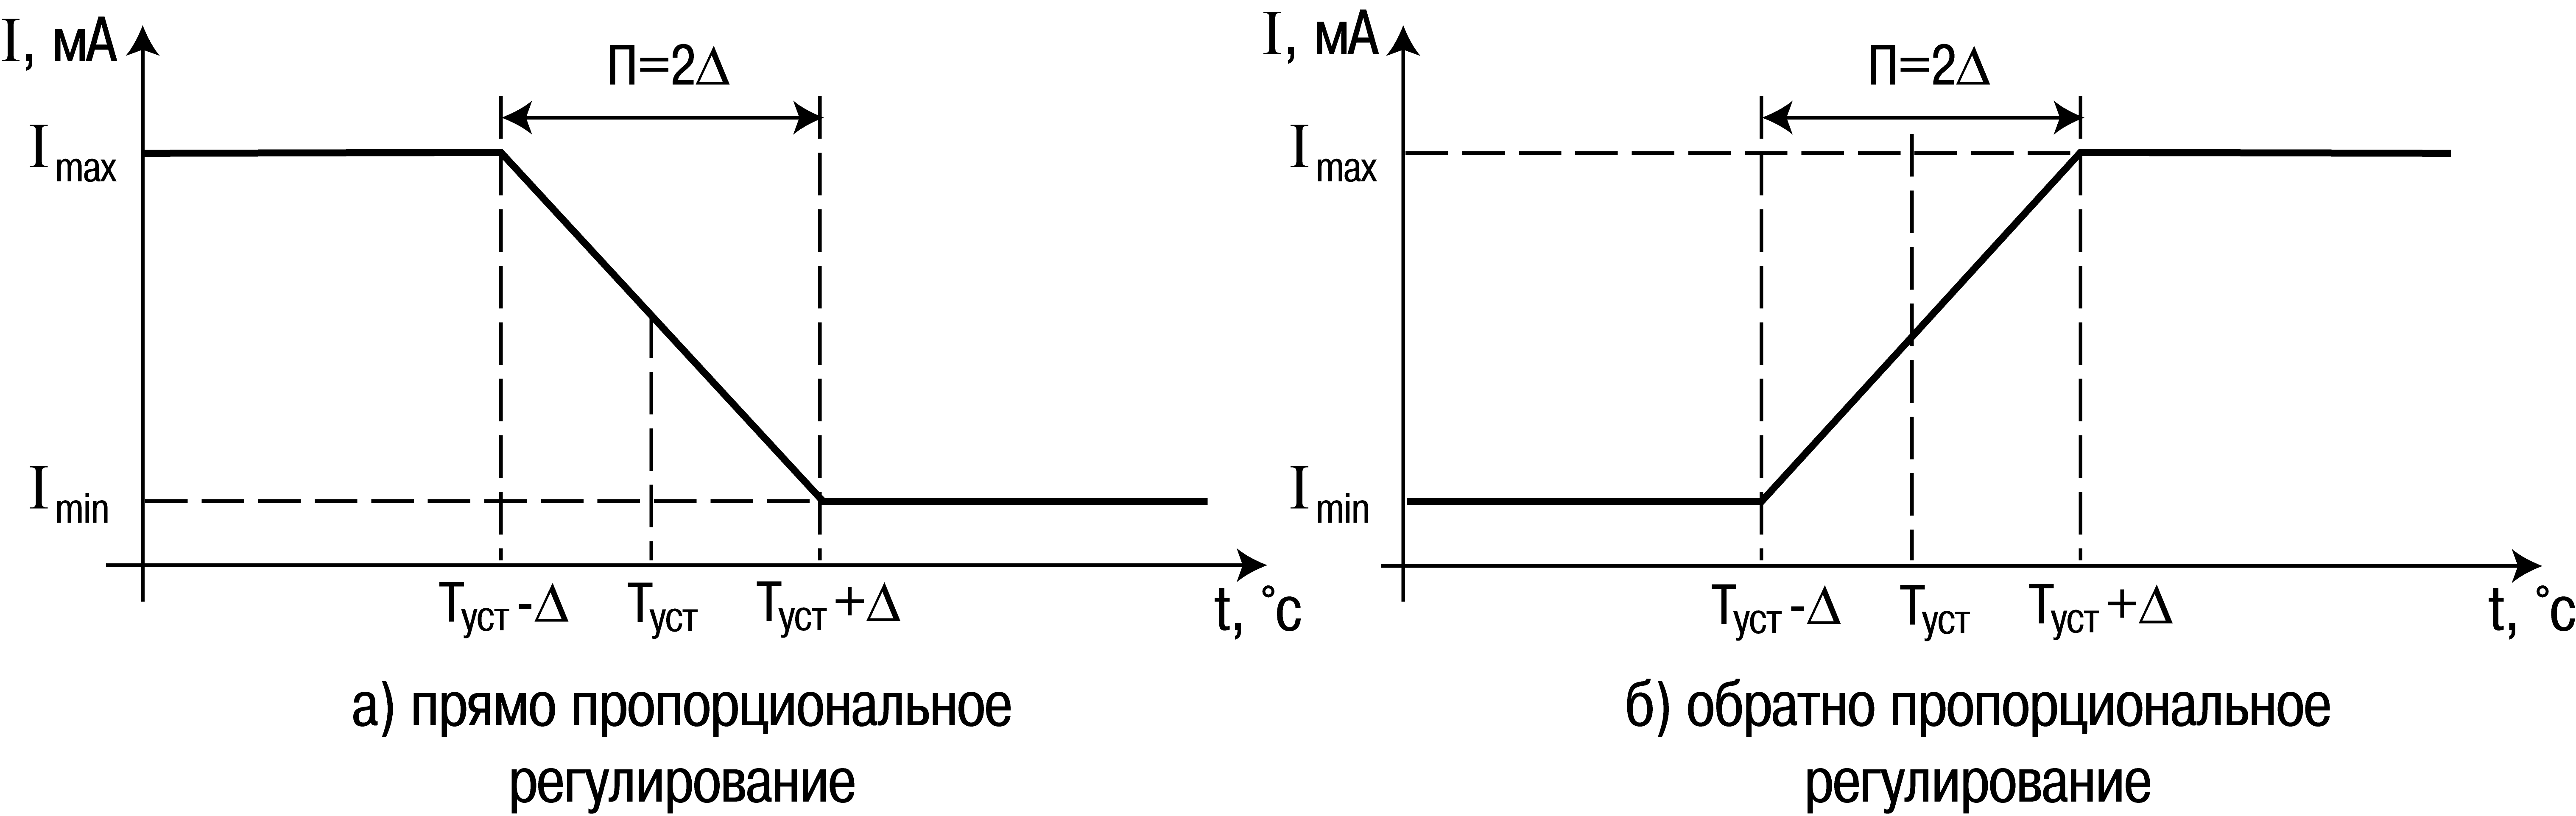 I, мА
П=2Δ
I max
I min
Tуст -Δ Tуст Tуст +Δ
t, °c
а) прямо пропорциональное
регулирование
I, мА
П=2Δ
I max
I min
Tуст -Δ Tуст Tуст +Δ
t, °c
б) обратно пропорциональное
регулирование